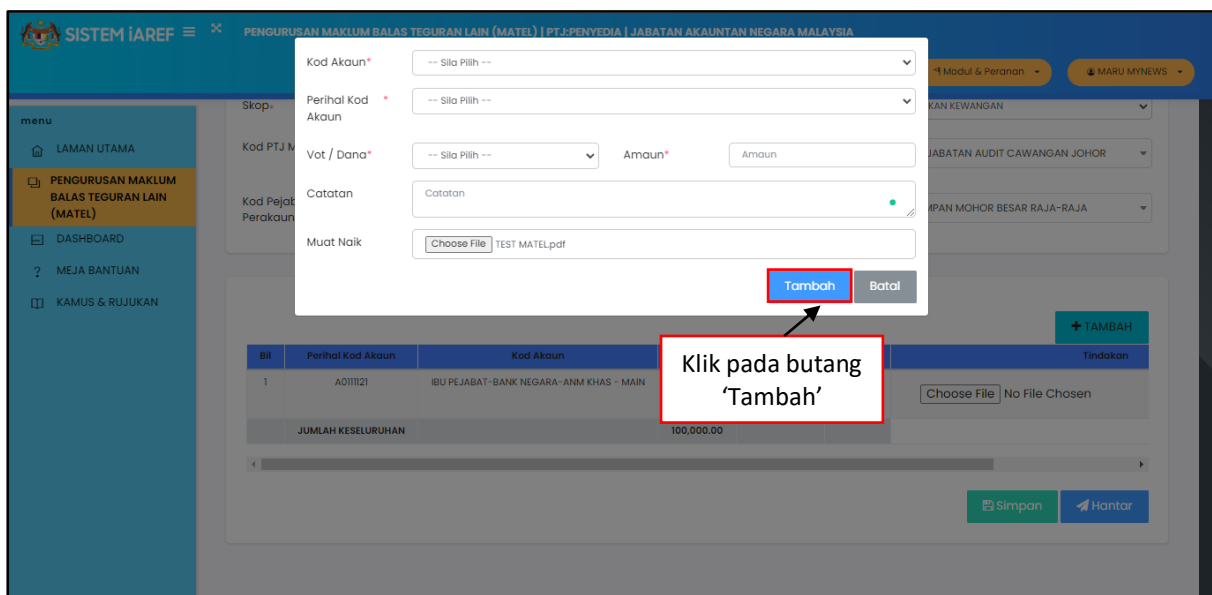 SISTEM iAREF
PENGURUSAN MAKLUM BALAS TEGURAN LAIN (MATEL) | PTJ:PENYEDIA | JABATAN AKAUNTAN NEGARA MALAYSIA
Modul & Peranan
MARU MYNEWS
menu
LAMAN UTAMA
PENGURUSAN MAKLUM
BALAS TEGURAN LAIN
(MATEL)
DASHBOARD
? MEJA BANTUAN
KAMUS & RUJUKAN
Skop
KAN KEWANGAN
Kod PTJ M
JABATAN AUDIT CAWANGAN JOHOR
Kod Pejab
Perakaun
MPAN MOHOR BESAR RAJA-RAJA
Kod Akaun*
-- Sila Pilih --
Perihal Kod *
Akaun
-- Sila Pilih --
Vot / Dana*
-- Sila Pilih --
Amaun*
Amaun
Catatan
Catatan
Muat Naik
Choose File TEST MATEL.pdf
Tambah
Batal
Klik pada butang
‘Tambah’
+ TAMBAH
Bil Perihal Kod Akaun Kod Akaun Tindakan
1 A0111121 IBU PEJABAT-BANK NEGARA-ANM KHAS - MAIN
Choose File No File Chosen
JUMLAH KESELURUHAN 100,000.00
Simpan
Hantar